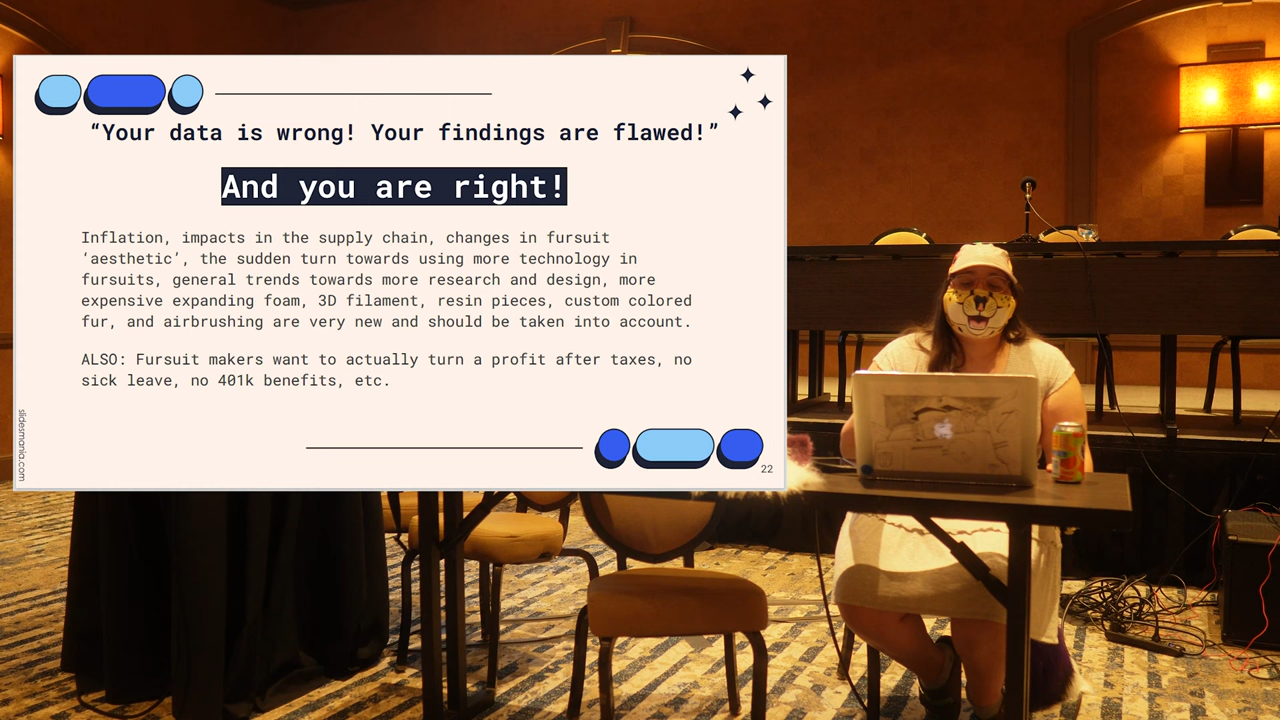 “Your data is wrong! Your findings are flawed!”
And you are right!
Inflation, impacts in the supply chain, changes in fursuit
‘aesthetic’, the sudden turn towards using more technology in
fursuits, general trends towards more research and design, more
expensive expanding foam, 3D filament, resin pieces, custom colored
fur, and airbrushing are very new and should be taken into account.
ALSO: Fursuit makers want to actually turn a profit after taxes, no
sick leave, no 401k benefits, etc.
slidesmania.com
22